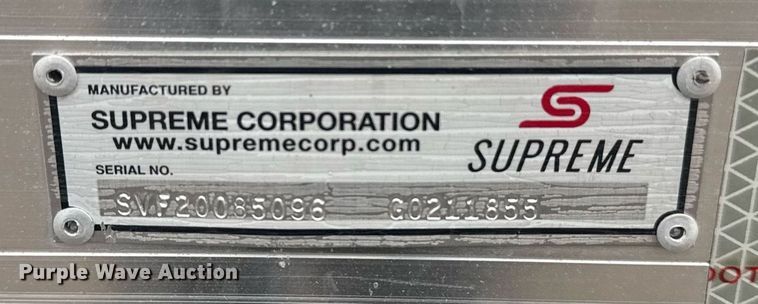 MANUFACTURED BY
SUPREME CORPORATION
www.supremecorp.com
SUPREME
SERIAL NO.
SVF20085096 G0211855
Purple Wave Auction